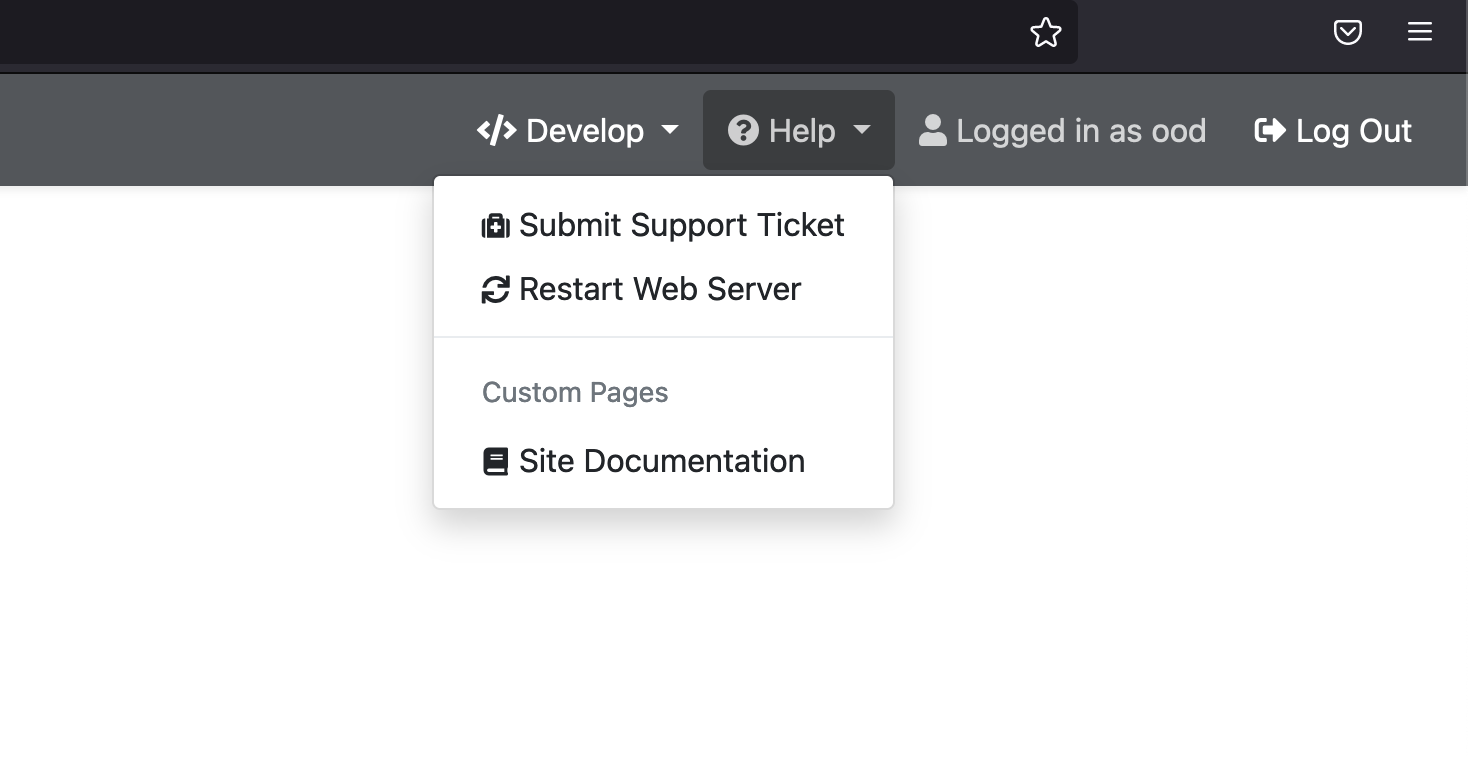 Develop
Help
Logged in as ood
Log Out
Submit Support Ticket
Restart Web Server
Custom Pages
Site Documentation